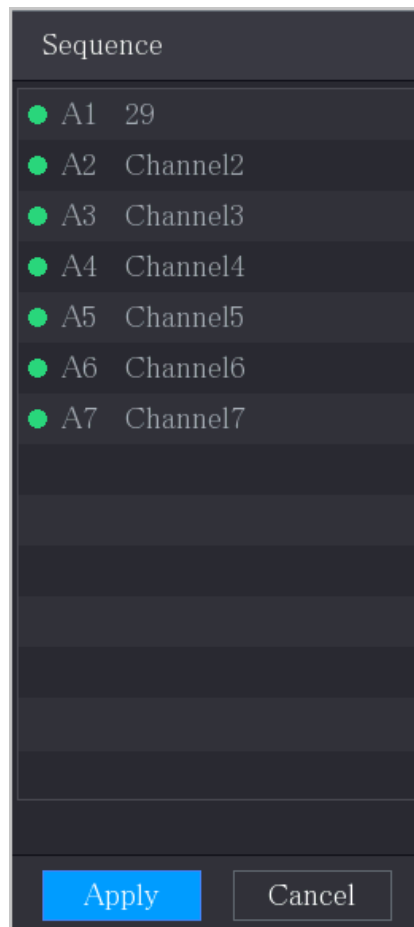 Sequence
A1 29
A2 Channel2
A3 Channel3
A4 Channel4
A5 Channel5
A6 Channel6
A7 Channel7
Apply Cancel